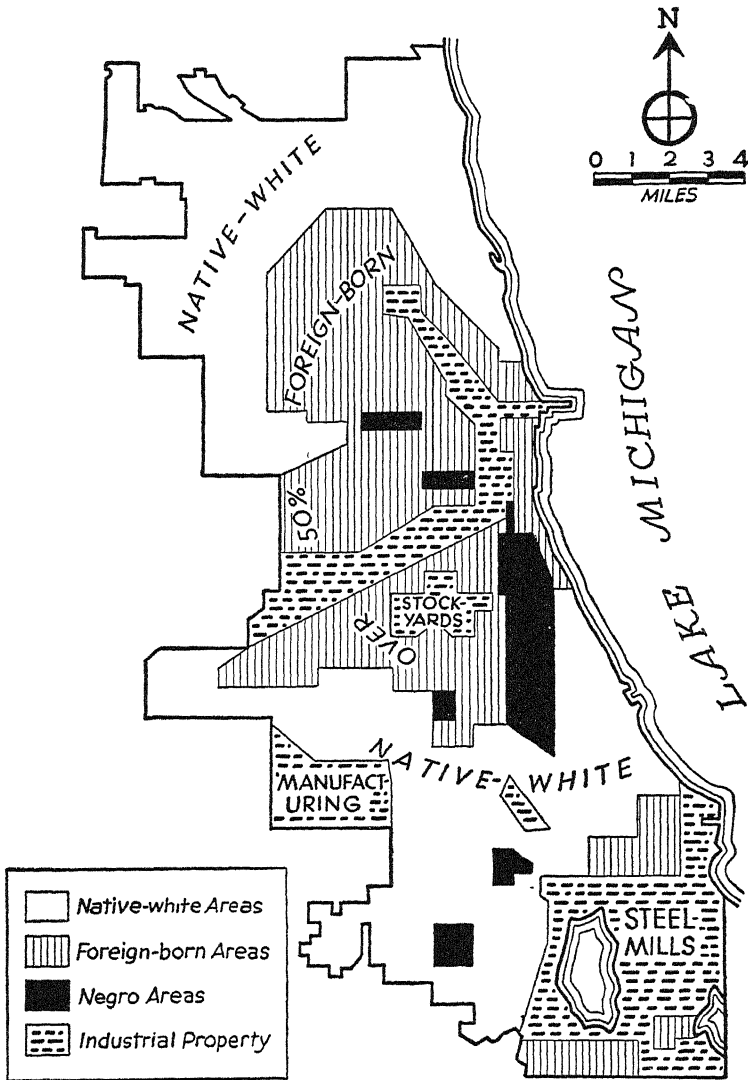 N
0 1 2 3 4
MILES
NATIVE-WHITE
FOREIGN-BORN
50%
OVER
LAKE MICHIGAN
STOCK-
YARDS
NATIVE-WHITE
MANUFACT-
URING
STEEL-
MILLS
Native-white Areas
Foreign-born Areas
Negro Areas
Industrial Property